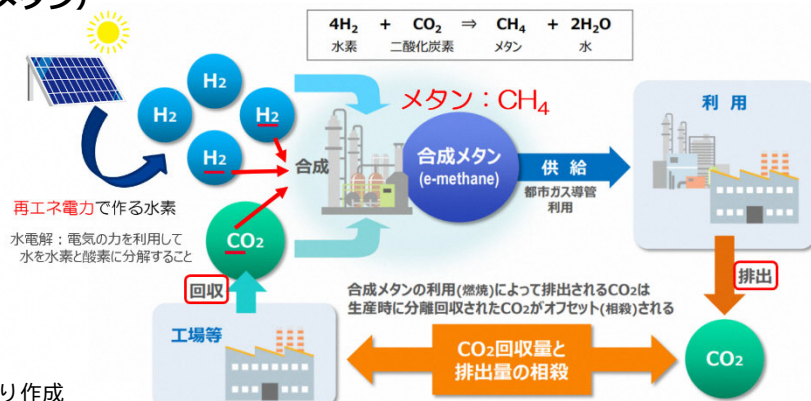 メタン)
4H₂ + CO₂ ⇒ CH₄ + 2H₂O
水素 二酸化炭素 メタン 水
H₂
H₂
H₂
H₂
CO₂
メタン:CH₄
合成
合成メタン
(e-methane)
供給
都市ガス導管
利用
利用
再エネ電力で作る水素
水電解:電気の力を利用して
水を水素と酸素に分解すること
回収
排出
工場等
合成メタンの利用(燃焼)によって排出されるCO₂は
生産時に分離回収されたCO₂がオフセット(相殺)される
CO₂回収量と
排出量の相殺
CO₂
り作成